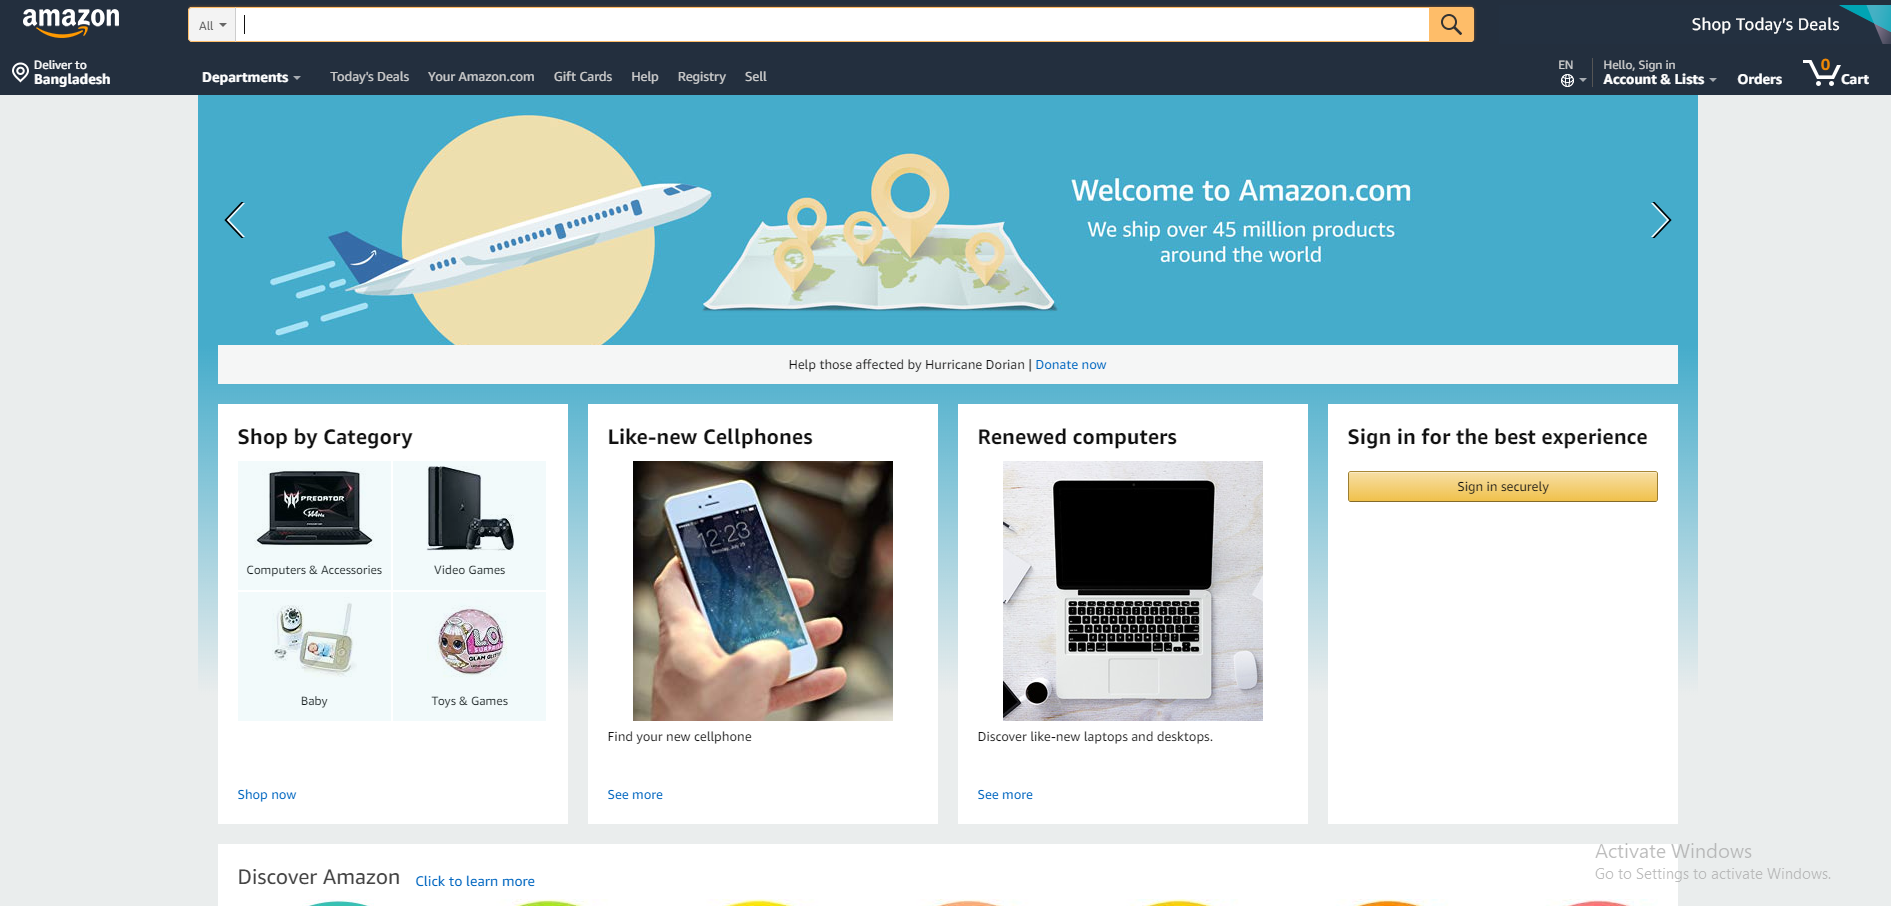 amazon
All
Shop Today's Deals
Deliver to
Bangladesh
Departments
Today's Deals
Your Amazon.com
Gift Cards
Help
Registry
Sell
EN
Hello, Sign in
Account & Lists
Orders
0
Cart
Welcome to Amazon.com
We ship over 45 million products
around the world
Help those affected by Hurricane Dorian | Donate now
Shop by Category
PREDATOR
Computers & Accessories
Video Games
Baby
Toys & Games
Shop now
Like-new Cellphones
12:23
Find your new cellphone
See more
Renewed computers
Discover like-new laptops and desktops.
See more
Sign in for the best experience
Sign in securely
Discover Amazon Click to learn more
Activate Windows
Go to Settings to activate Windows.